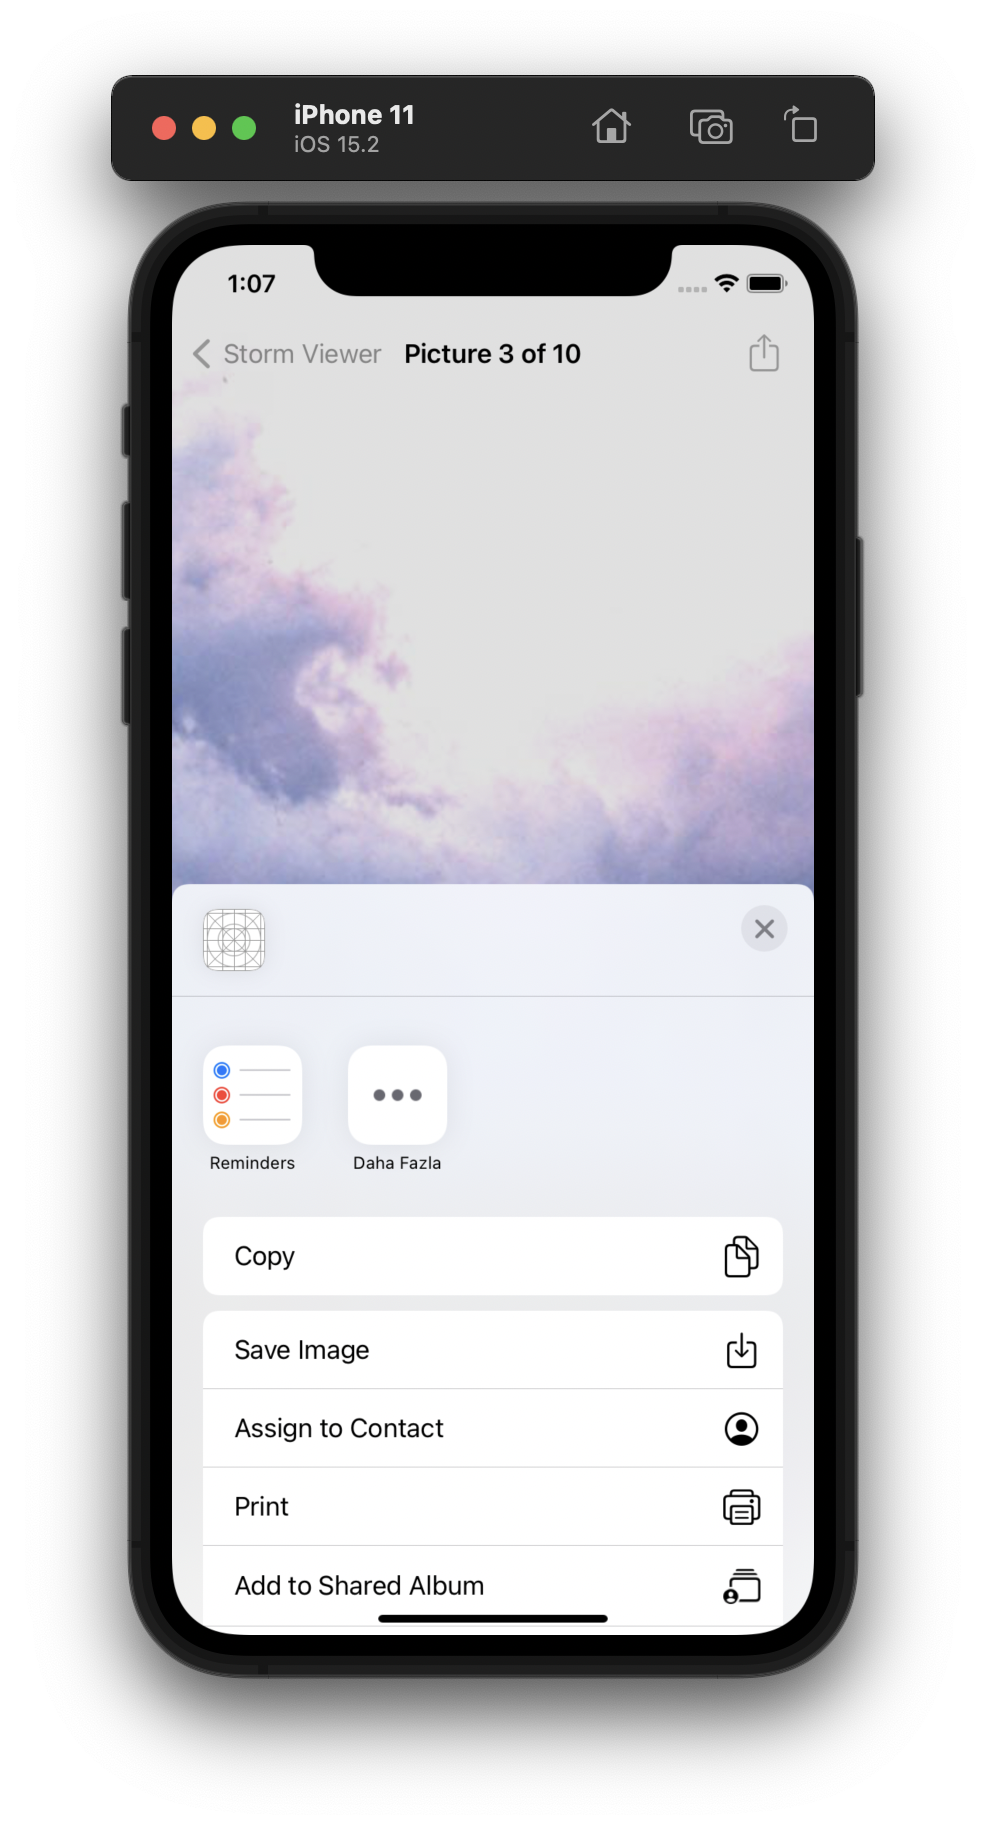 iPhone 11
iOS 15.2
1:07
Storm Viewer Picture 3 of 10
Reminders Daha Fazla
Copy
Save Image
Assign to Contact
Print
Add to Shared Album